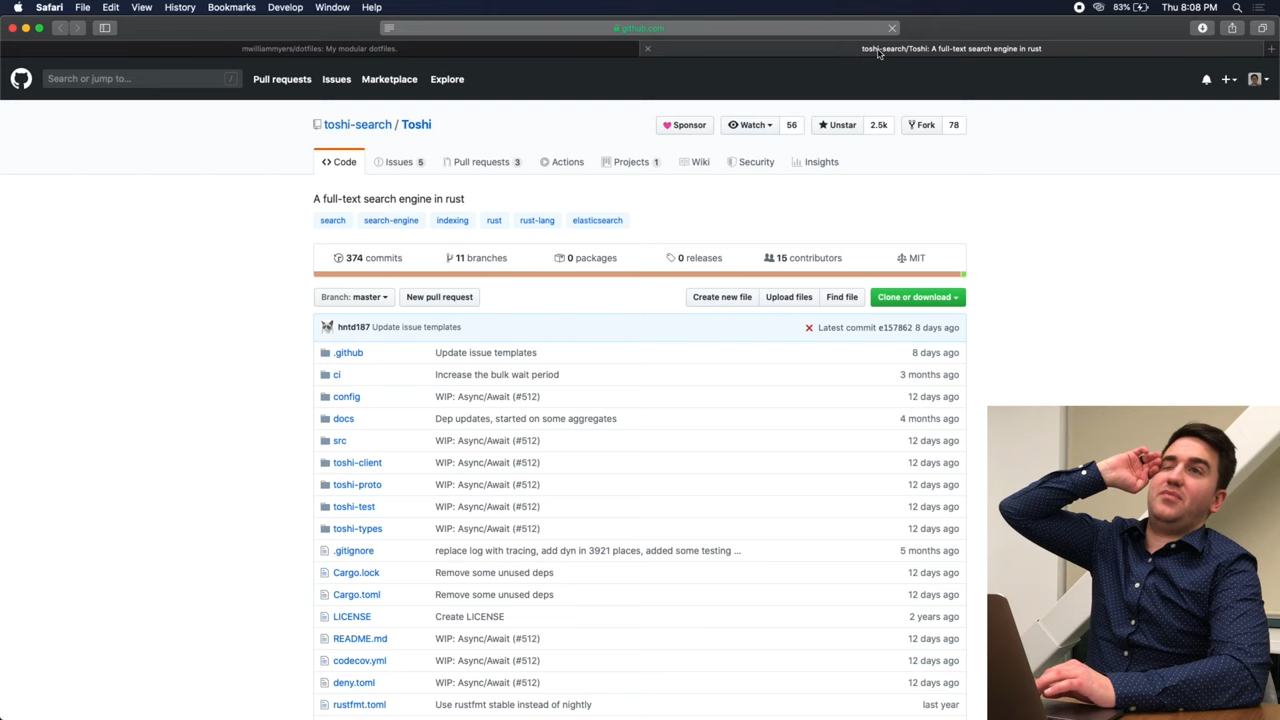 Safari File Edit View History Bookmarks Develop Window Help 83% Thu 8:08 PM
github.com
mwilliammyers/dotfiles: My modular dotfiles. toshi-search/Toshi: A full-text search engine in rust
Search or jump to... / Pull requests Issues Marketplace Explore
toshi-search / Toshi Sponsor Watch 56 Unstar 2.5k Fork 78
Code Issues 5 Pull requests 3 Actions Projects 1 Wiki Security Insights
A full-text search engine in rust
search search-engine indexing rust rust-lang elasticsearch
374 commits 11 branches 0 packages 0 releases 15 contributors MIT
Branch: master New pull request Create new file Upload files Find file Clone or download
hntd187 Update issue templates Latest commit e157862 8 days ago
.github Update issue templates 8 days ago
ci Increase the bulk wait period 3 months ago
config WIP: Async/Await (#512) 12 days ago
docs Dep updates, started on some aggregates 4 months ago
src WIP: Async/Await (#512) 12 days ago
toshi-client WIP: Async/Await (#512) 12 days ago
toshi-proto WIP: Async/Await (#512) 12 days ago
toshi-test WIP: Async/Await (#512) 12 days ago
toshi-types WIP: Async/Await (#512) 12 days ago
.gitignore replace log with tracing, add dyn in 3921 places, added some testing ... 5 months ago
Cargo.lock Remove some unused deps 12 days ago
Cargo.toml Remove some unused deps 12 days ago
LICENSE Create LICENSE 2 years ago
README.md WIP: Async/Await (#512) 12 days ago
codecov.yml WIP: Async/Await (#512) 12 days ago
deny.toml WIP: Async/Await (#512) 12 days ago
rustfmt.toml Use rustfmt stable instead of nightly last year